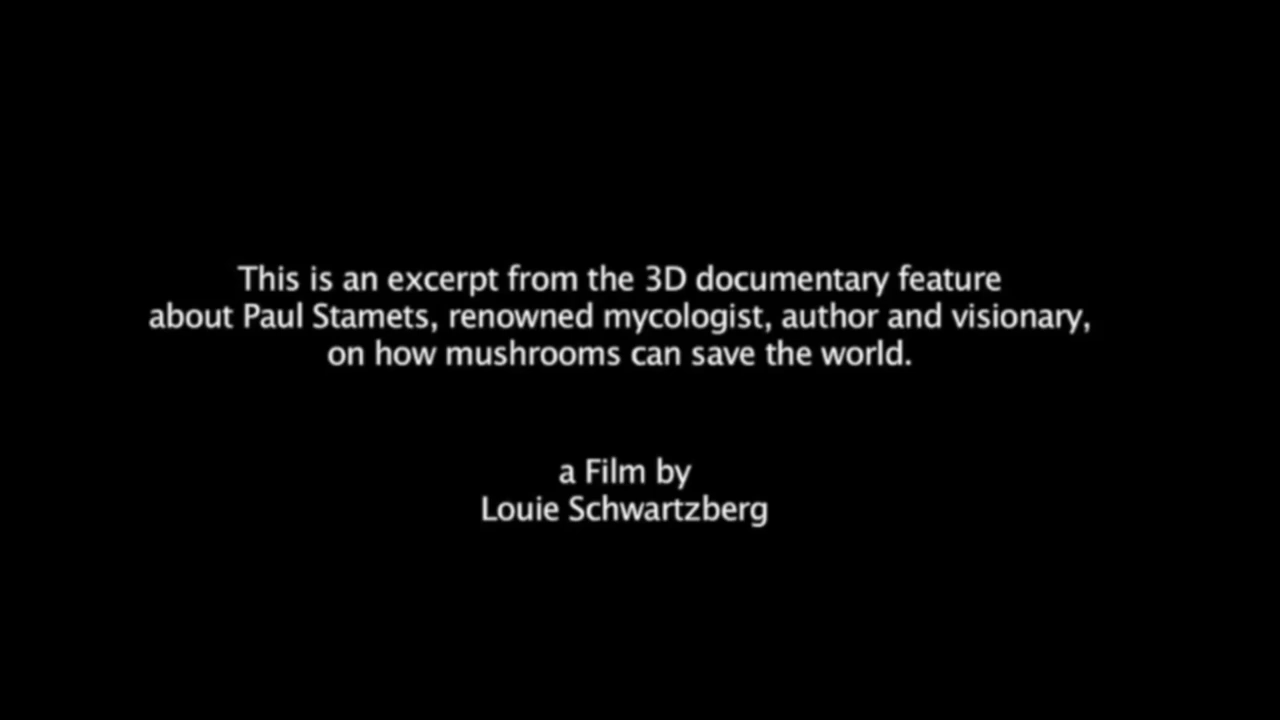 This is an excerpt from the 3D documentary feature
about Paul Stamets, renowned mycologist, author and visionary,
on how mushrooms can save the world.
a Film by
Louie Schwartzberg